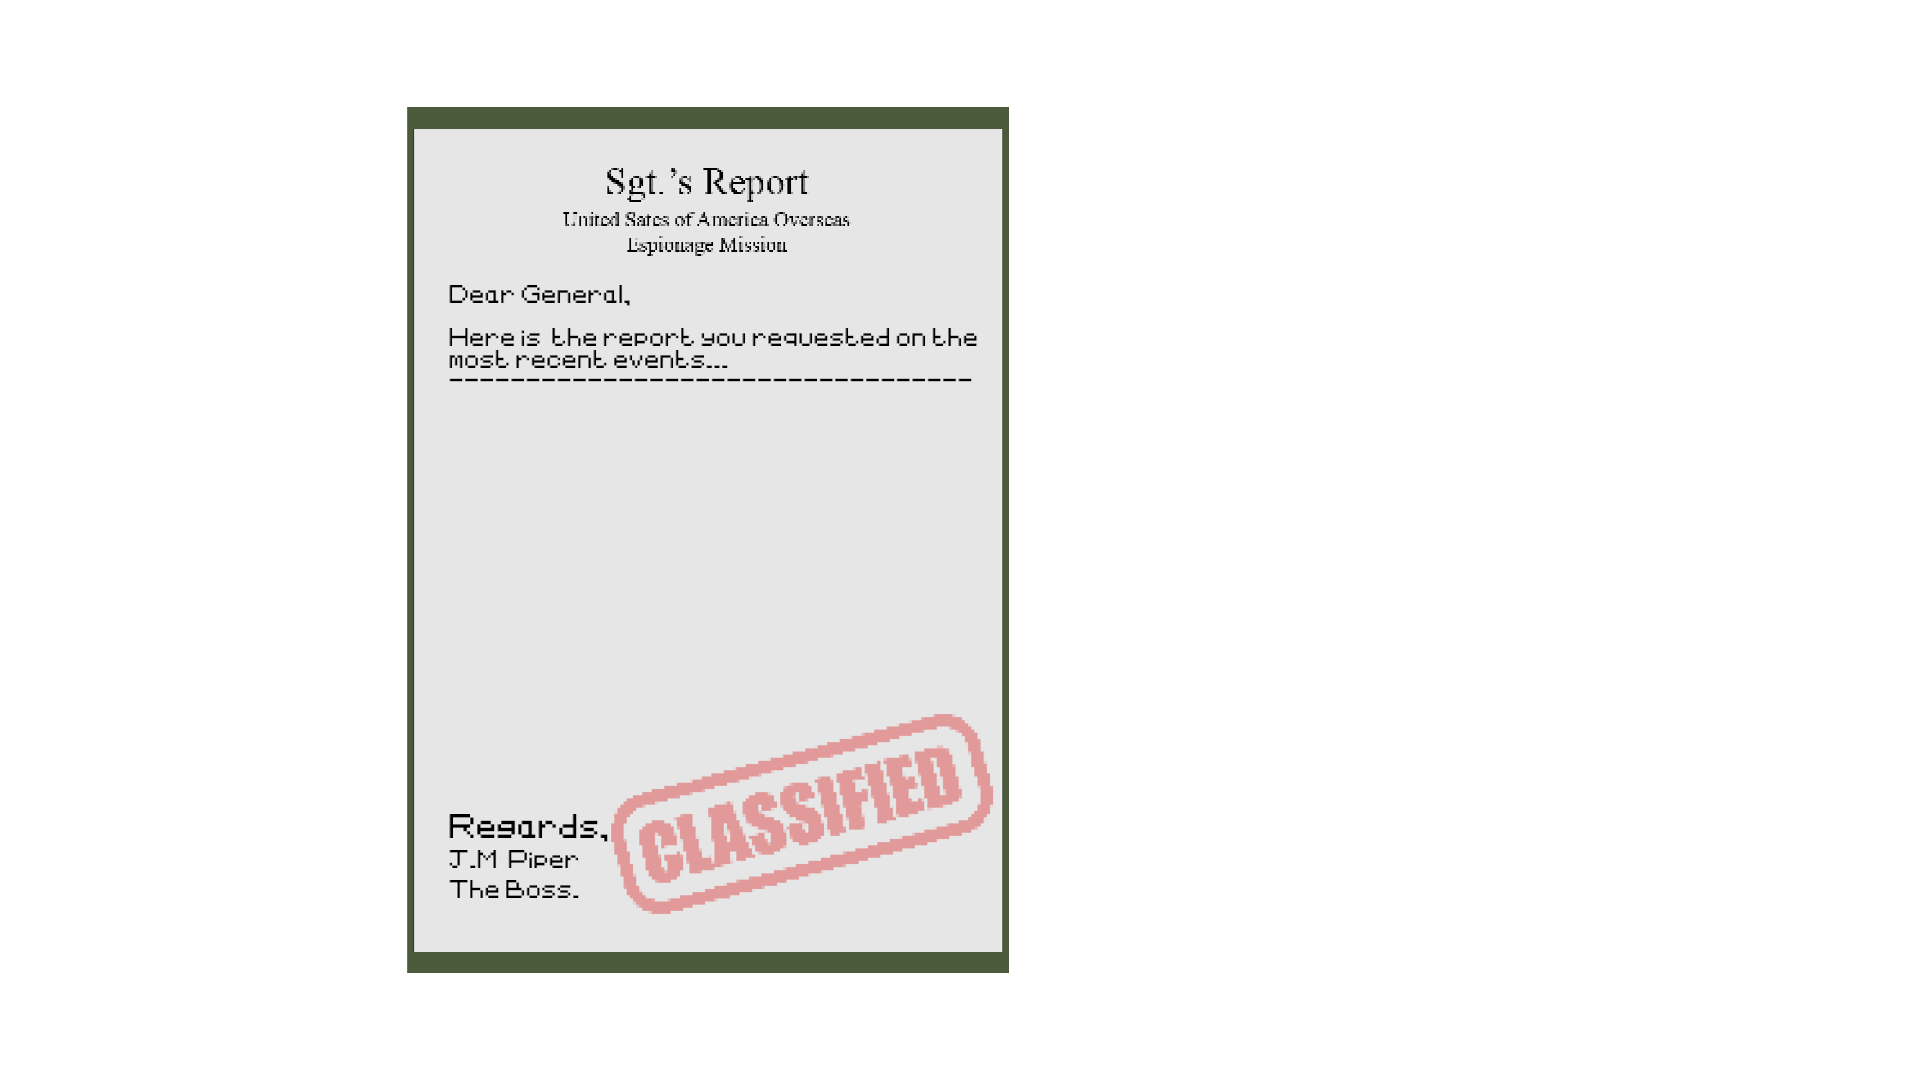 Sgt.’s Report
United Sates of America Overseas
Espionage Mission
Dear General,
Here is the report you requested on the
most recent events...
----------------------------------
Regards,
J.M Piper
The Boss.
CLASSIFIED